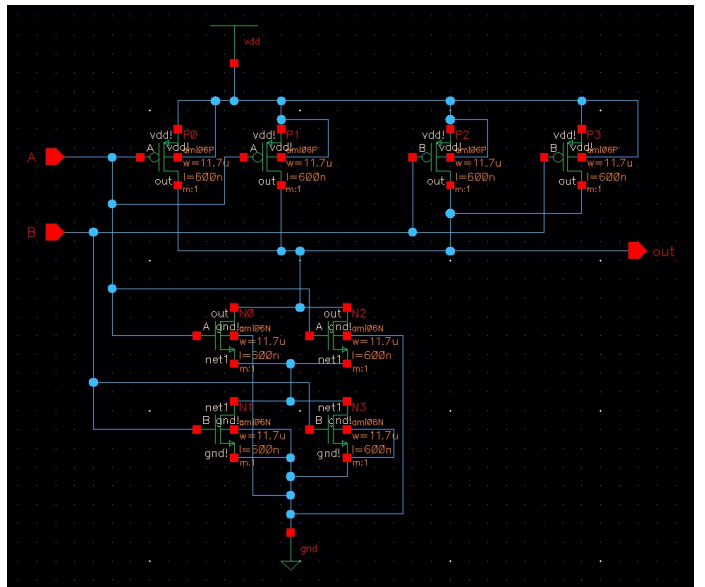 vdd
vdd! P0
A vdd! ami06P
w=11.7u
l=600n
out m:1
vdd! P1
A vdd! ami06P
w=11.7u
l=600n
out m:1
vdd! P2
B vdd! ami06P
w=11.7u
l=600n
out m:1
vdd! P3
B vdd! ami06P
w=11.7u
l=600n
out m:1
A
B
out
out N0
A gnd! ami06N
w=11.7u
l=600n
net1 m:1
out N2
A gnd! ami06N
w=11.7u
l=600n
net1 m:1
net1 N1
B gnd! ami06N
w=11.7u
l=600n
gnd! m:1
net1 N3
B gnd! ami06N
w=11.7u
l=600n
gnd! m:1
gnd